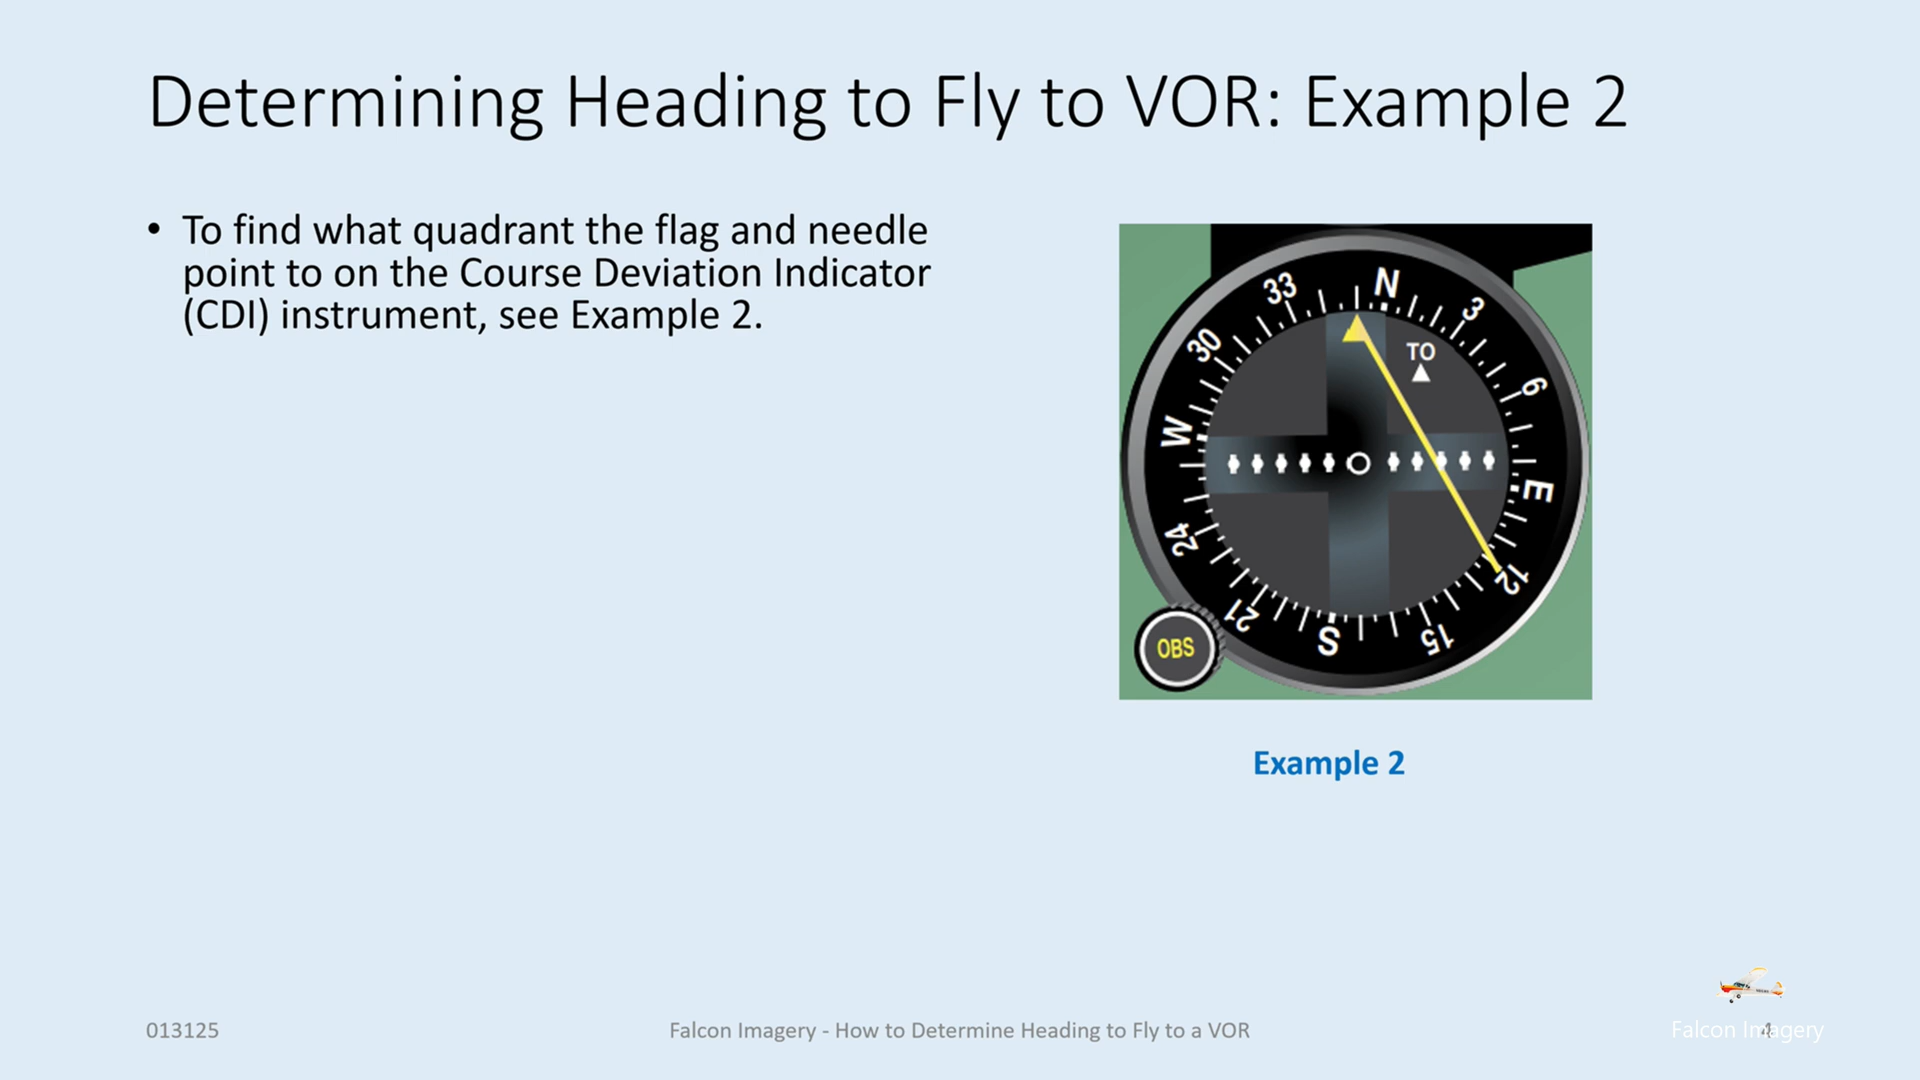 Determining Heading to Fly to VOR: Example 2
• To find what quadrant the flag and needle
point to on the Course Deviation Indicator
(CDI) instrument, see Example 2.
N
3
6
E
12
15
S
21
24
W
30
33
TO
OBS
Example 2
013125
Falcon Imagery - How to Determine Heading to Fly to a VOR
Falcon Imagery
4